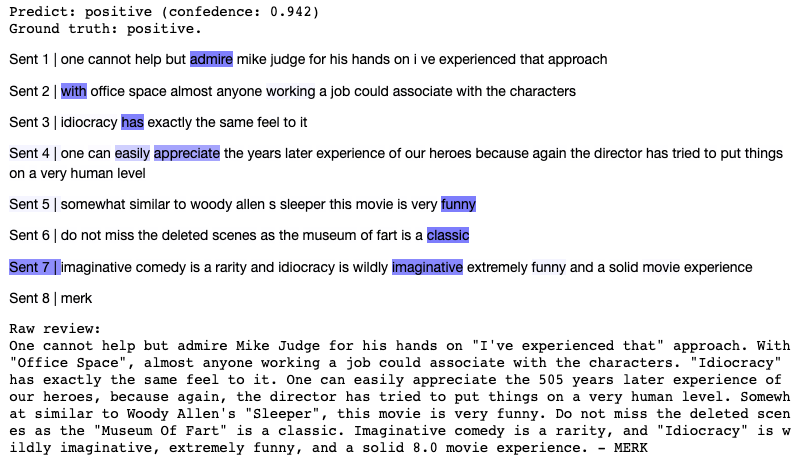 Predict: positive (confedence: 0.942)
Ground truth: positive.
Sent 1 | one cannot help but admire mike judge for his hands on i ve experienced that approach
Sent 2 | with office space almost anyone working a job could associate with the characters
Sent 3 | idiocracy has exactly the same feel to it
Sent 4 | one can easily appreciate the years later experience of our heroes because again the director has tried to put things
on a very human level
Sent 5 | somewhat similar to woody allen s sleeper this movie is very funny
Sent 6 | do not miss the deleted scenes as the museum of fart is a classic
Sent 7 | imaginative comedy is a rarity and idiocracy is wildly imaginative extremely funny and a solid movie experience
Sent 8 | merk
Raw review:
One cannot help but admire Mike Judge for his hands on "I've experienced that" approach. With
"Office Space", almost anyone working a job could associate with the characters. "Idiocracy"
has exactly the same feel to it. One can easily appreciate the 505 years later experience of
our heroes, because again, the director has tried to put things on a very human level. Somewh
at similar to Woody Allen's "Sleeper", this movie is very funny. Do not miss the deleted scen
es as the "Museum Of Fart" is a classic. Imaginative comedy is a rarity, and "Idiocracy" is w
ildly imaginative, extremely funny, and a solid 8.0 movie experience. - MERK